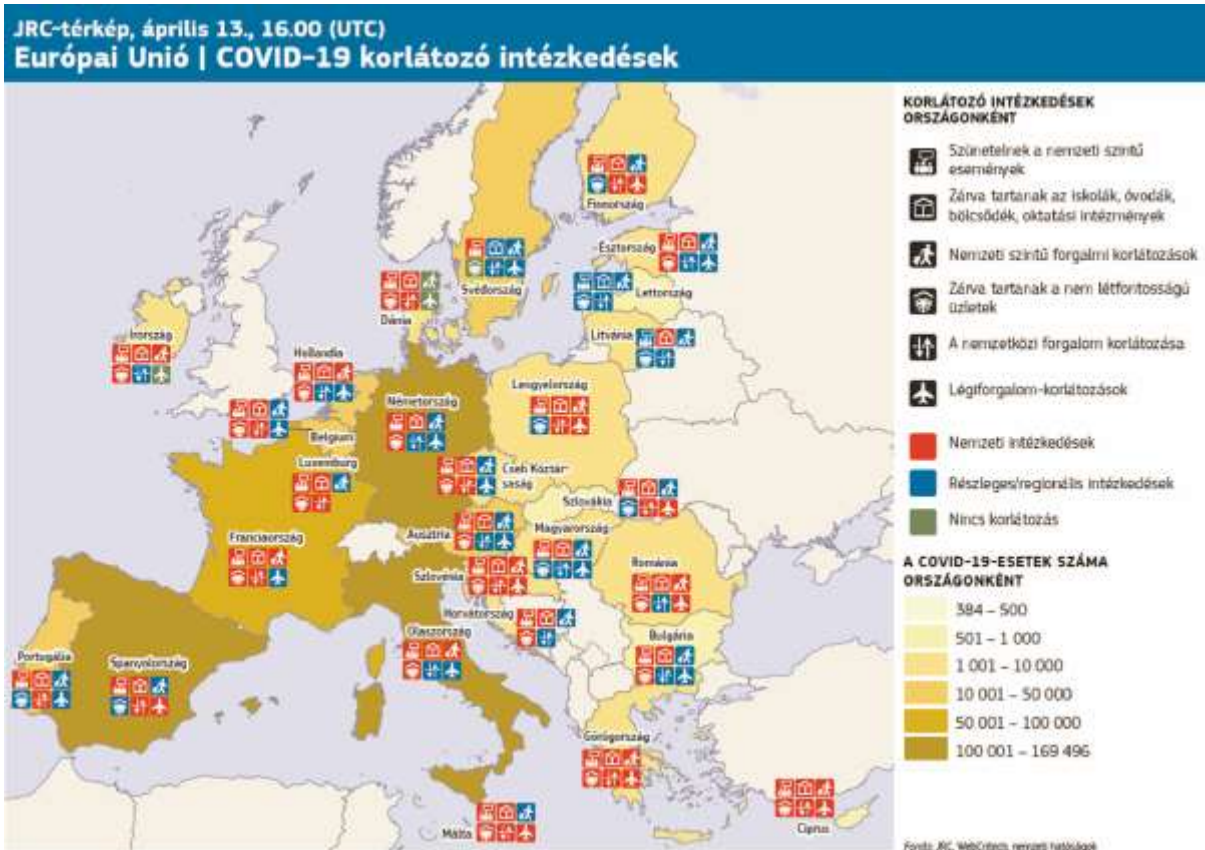 JRC-térkép, április 13., 16.00 (UTC)
Európai Unió | COVID-19 korlátozó intézkedések
KORLÁTOZÓ INTÉZKEDÉSEK
ORSZÁGONKÉNT
Szünetelnek a nemzeti szintű
események
Zárva tartanak az iskolák, óvodák,
bölcsődék, oktatási intézmények
Nemzeti szintű forgalmi korlátozások
Zárva tartanak a nem létfontosságú
üzletek
A nemzetközi forgalom korlátozása
Légiforgalom-korlátozások
Nemzeti intézkedések
Részleges/regionális intézkedések
Nincs korlátozás
A COVID-19-ESETEK SZÁMA
ORSZÁGONKÉNT
384 – 500
501 – 1 000
1 001 – 10 000
10 001 – 50 000
50 001 – 100 000
100 001 – 169 496
Finnország
Észtország
Svédország
Lettország
Dánia
Litvánia
Írország
Hollandia
Lengyelország
Németország
Belgium
Luxemburg
Cseh Köztár-
saság
Szlovákia
Franciaország
Ausztria
Magyarország
Szlovénia
Románia
Horvátország
Olaszország
Bulgária
Portugália
Spanyolország
Görögország
Málta
Ciprus
Forrás: JRC, WebCritech, nemzeti hatóságok